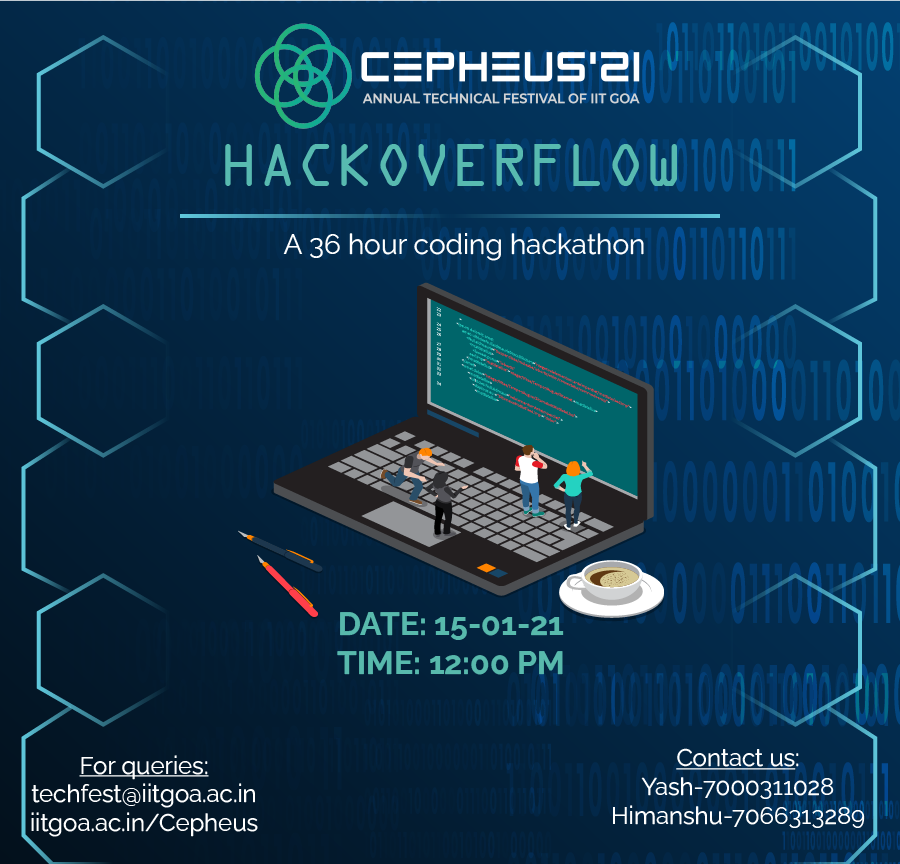 CEPHEUS'21
ANNUAL TECHNICAL FESTIVAL OF IIT GOA
HACKOVERFLOW
A 36 hour coding hackathon
DATE: 15-01-21
TIME: 12:00 PM
For queries:
techfest@iitgoa.ac.in
iitgoa.ac.in/Cepheus
Contact us:
Yash-7000311028
Himanshu-7066313289